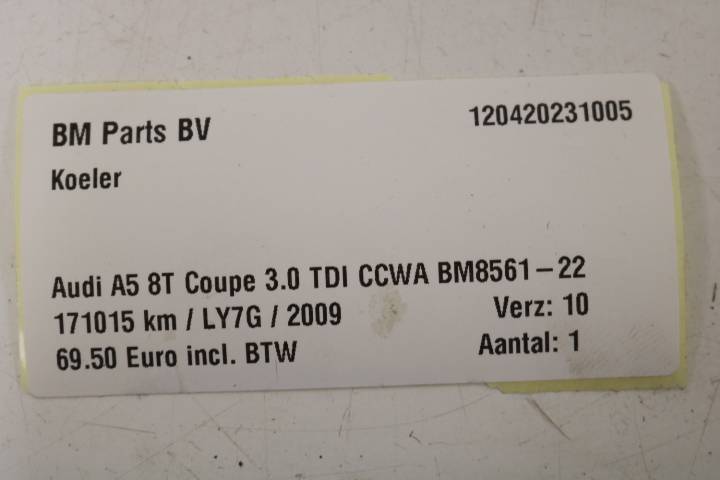 BM Parts BV 120420231005
Koeler
Audi A5 8T Coupe 3.0 TDI CCWA BM8561-22
171015 km / LY7G / 2009 Verz: 10
69.50 Euro incl. BTW Aantal: 1